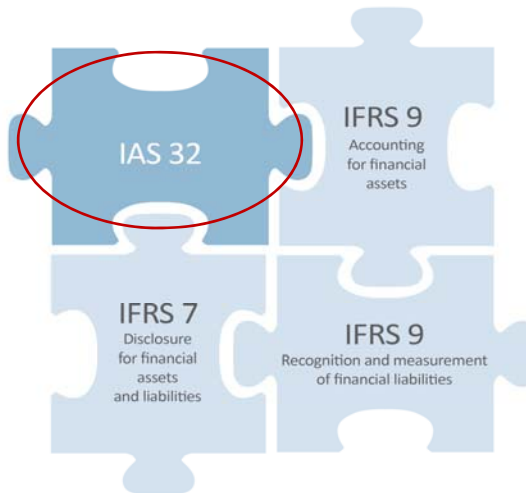 IAS 32
IFRS 9
Accounting
for financial
assets
IFRS 7
Disclosure
for financial
assets
and liabilities
IFRS 9
Recognition and measurement
of financial liabilities